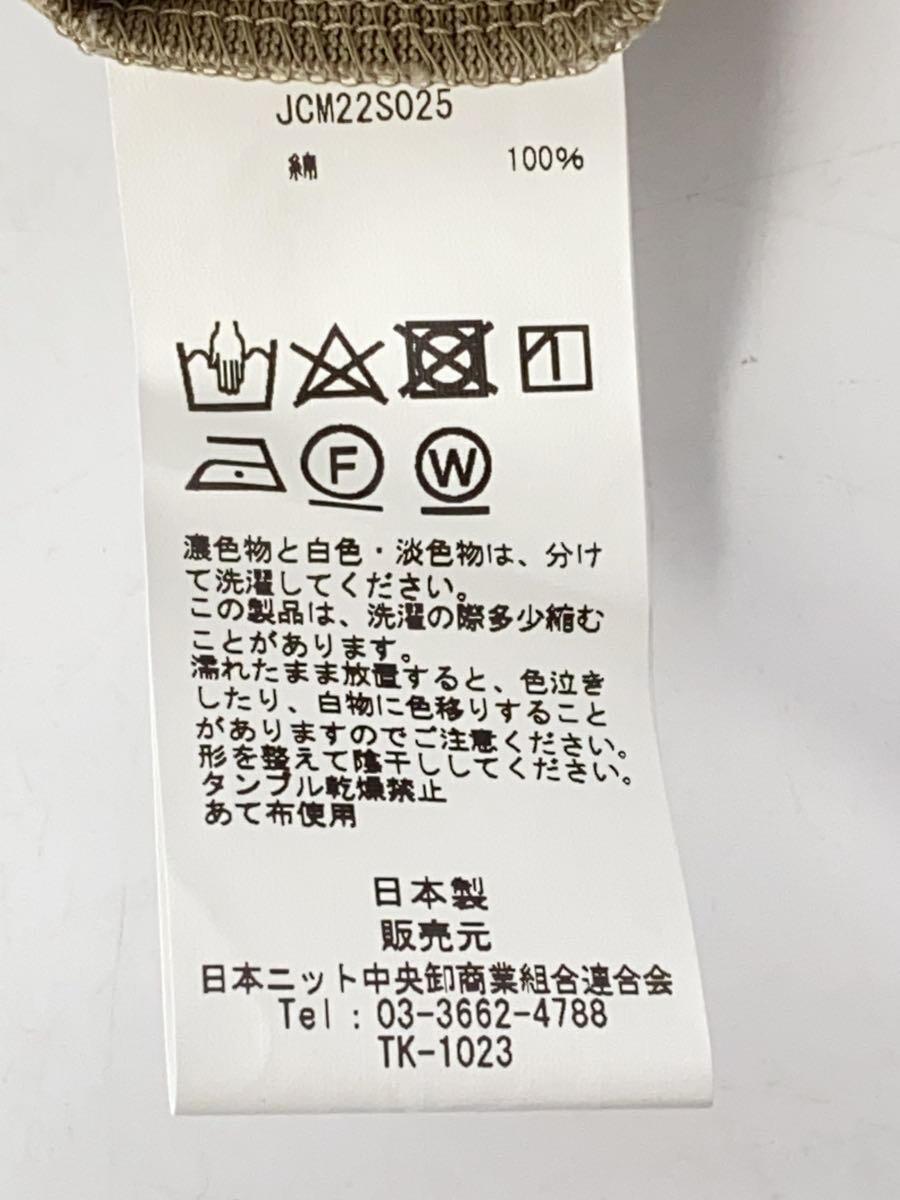 JCM22S025
綿 100%
F W
濃色物と白色・淡色物は、分け
て洗濯してください。
この製品は、洗濯の際多少縮む
ことがあります。
濡れたまま放置すると、色泣き
したり、白物に色移りすること
がありますのでご注意ください。
形を整えて陰干ししてください。
タンブル乾燥禁止
あて布使用
日本製
販売元
日本ニット中央卸商業組合連合会
Tel：03-3662-4788
TK-1023